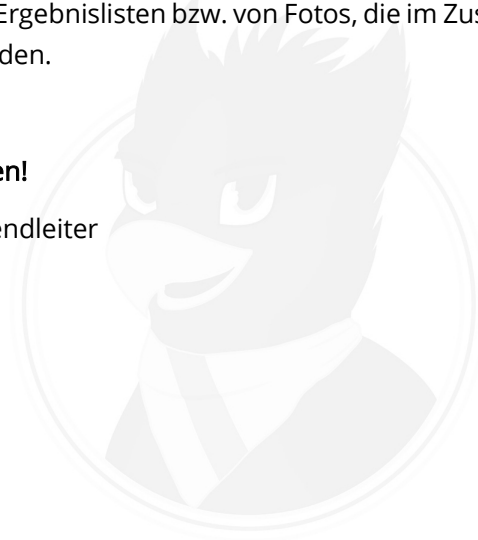 Ergebnislisten bzw. von Fotos, die im Zus
den.
en!
endleiter